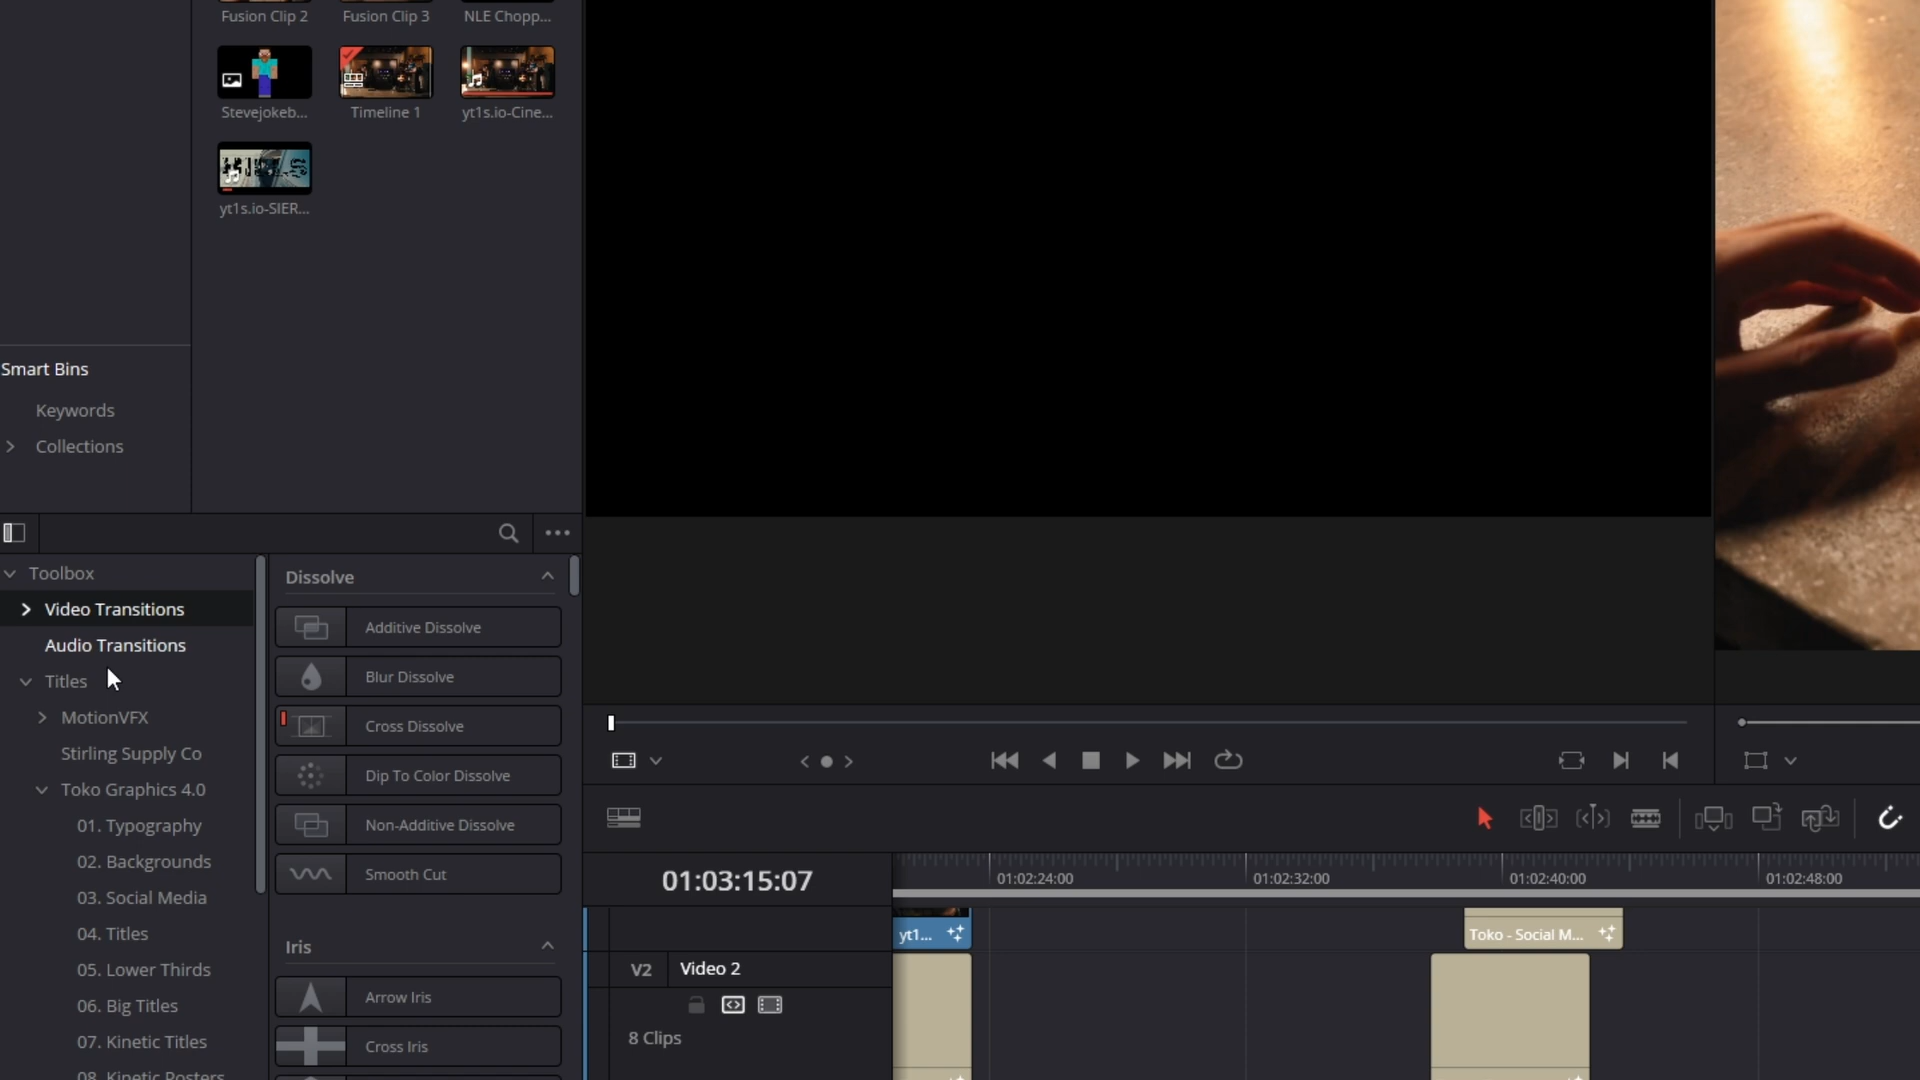 Fusion Clip 2
Fusion Clip 3
NLE Chopp...
Stevejokeb...
Timeline 1
yt1s.io-Cine...
yt1s.io-SIER...
Smart Bins
Keywords
Collections
Toolbox
Video Transitions
Audio Transitions
Titles
MotionVFX
Stirling Supply Co
Toko Graphics 4.0
01. Typography
02. Backgrounds
03. Social Media
04. Titles
05. Lower Thirds
06. Big Titles
07. Kinetic Titles
08. Kinetic Posters
Dissolve
Additive Dissolve
Blur Dissolve
Cross Dissolve
Dip To Color Dissolve
Non-Additive Dissolve
Smooth Cut
Iris
Arrow Iris
Cross Iris
01:03:15:07
01:02:24:00
01:02:32:00
01:02:40:00
01:02:48:00
yt1...
Toko - Social M...
V2
Video 2
8 Clips